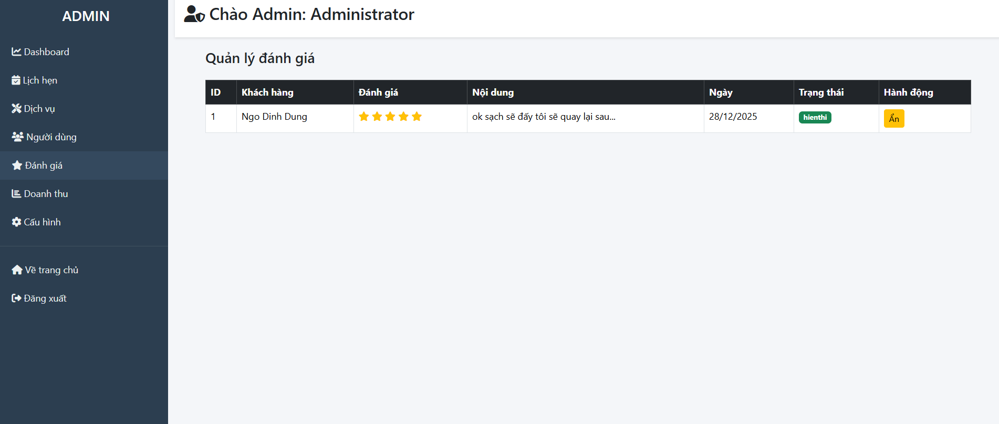 ADMIN
Dashboard
Lịch hẹn
Dịch vụ
Người dùng
Đánh giá
Doanh thu
Cấu hình
Về trang chủ
Đăng xuất
Chào Admin: Administrator
Quản lý đánh giá
ID Khách hàng Đánh giá Nội dung Ngày Trạng thái Hành động
1 Ngo Dinh Dung ok sạch sẽ đấy tôi sẽ quay lại sau... 28/12/2025 hienthi Ẩn